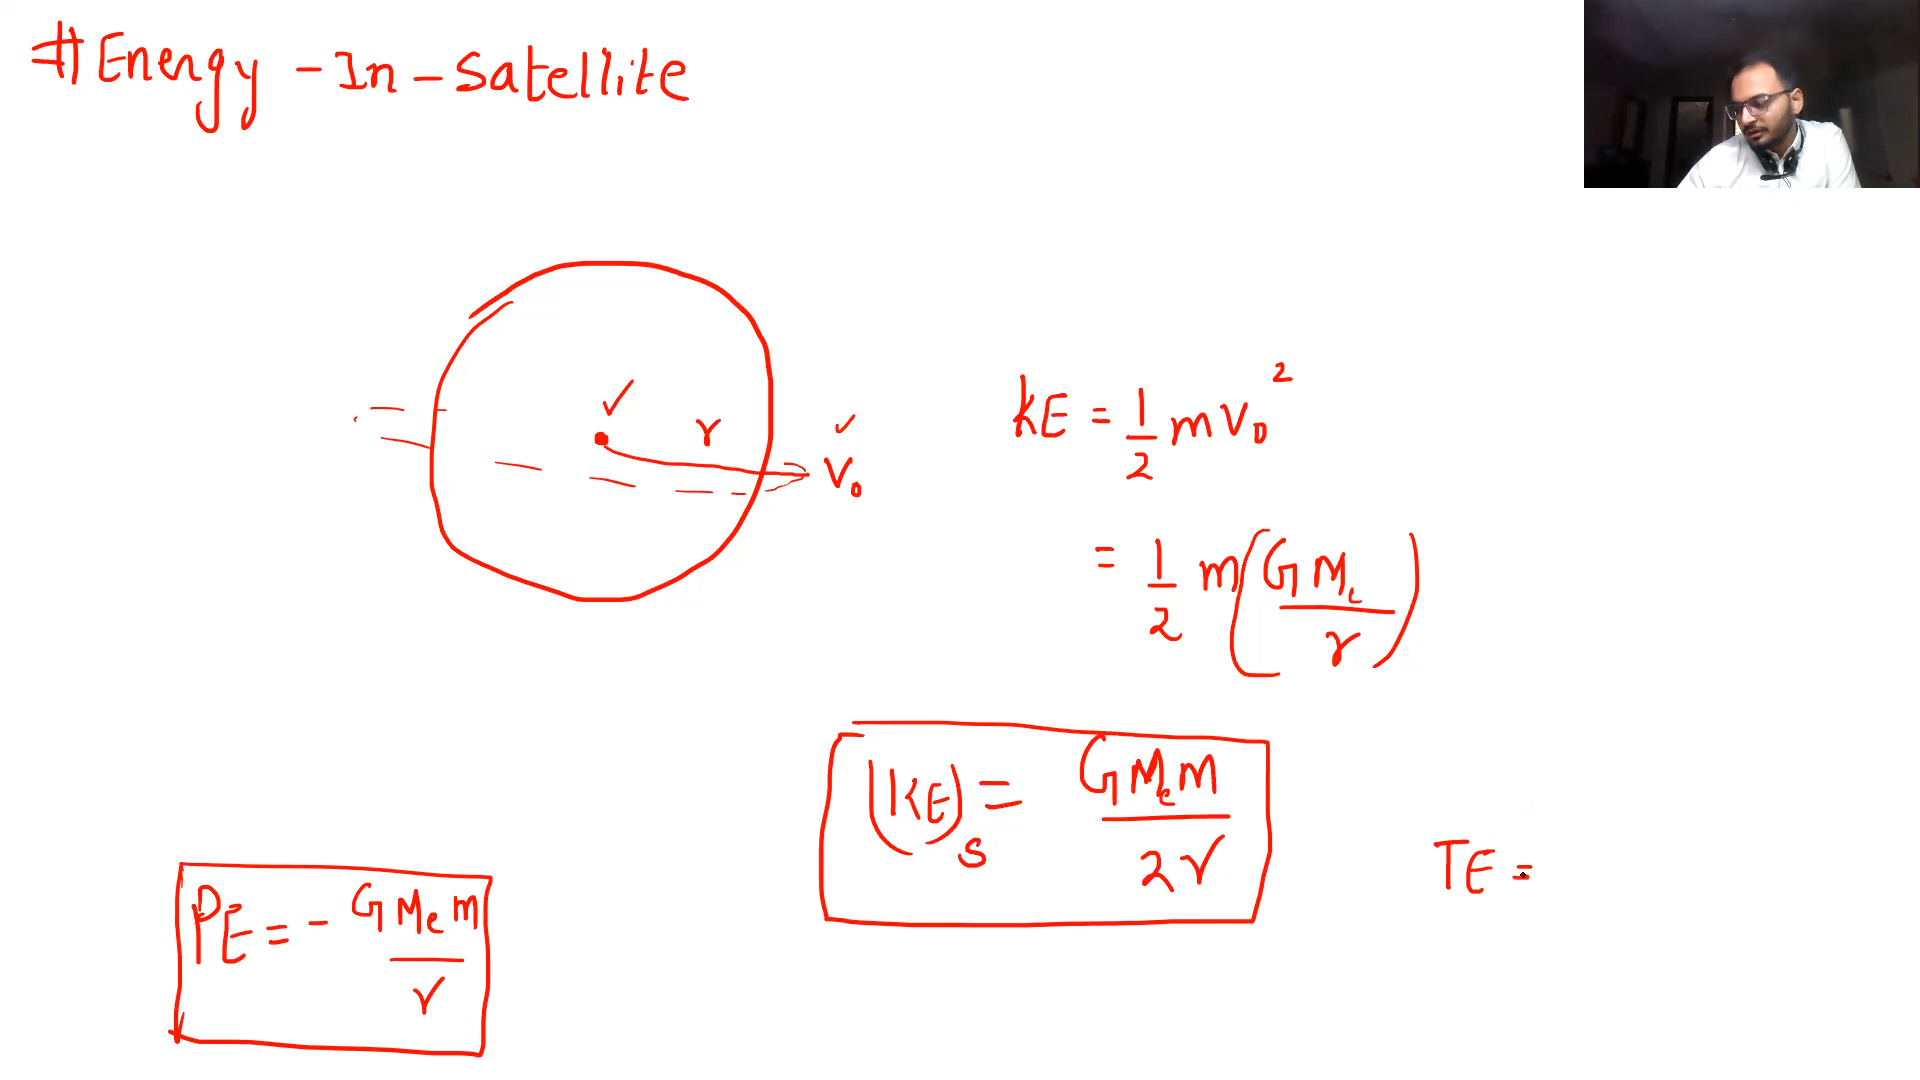 #Energy -In-Satellite
r
V₀
KE = 1/2 mV₀²
= 1/2 m(GMe/r)
(KE)s = GMem/2r
TE =
PE = - GMem/r